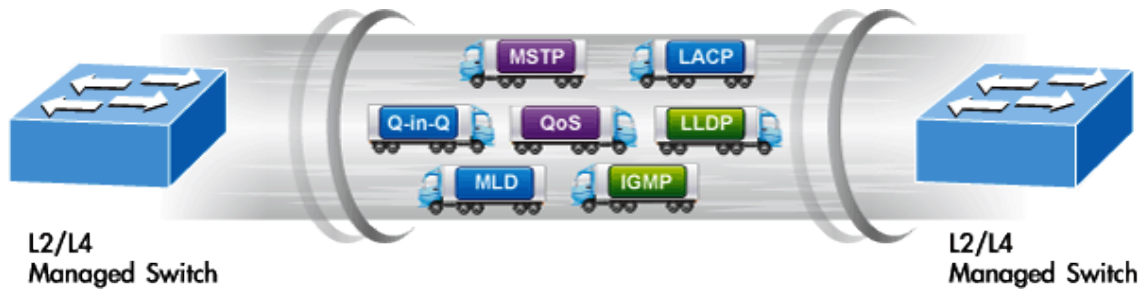 MSTP
LACP
Q-in-Q
QoS
LLDP
MLD
IGMP
L2/L4
Managed Switch
L2/L4
Managed Switch